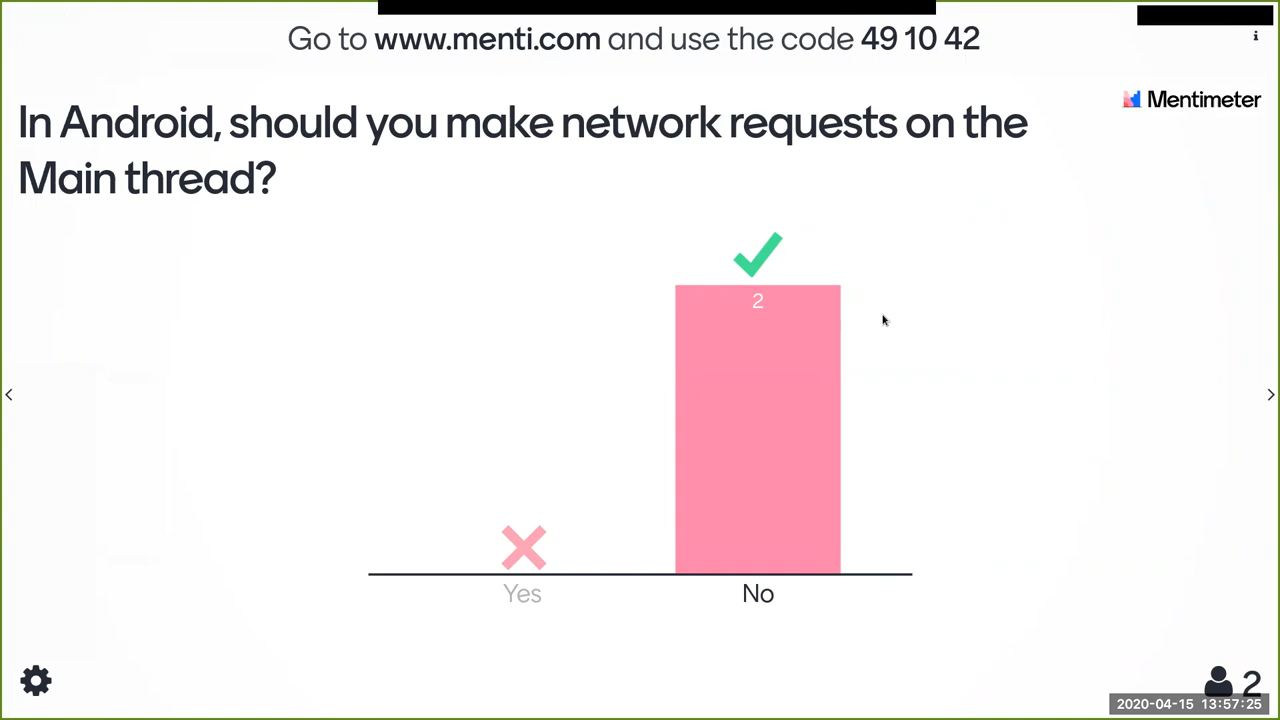 Go to www.menti.com and use the code 49 10 42
i
Mentimeter
In Android, should you make network requests on the
Main thread?
2
Yes
No
2
2020-04-15 13:57:25